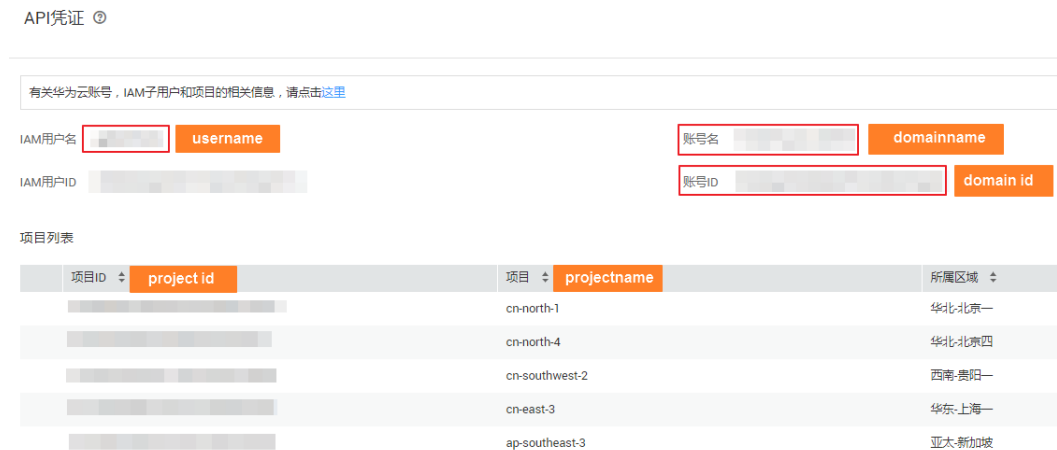 API凭证 ?
有关华为云账号，IAM子用户和项目的相关信息，请点击这里
IAM用户名 username 账号名 domainname
IAM用户ID 账号ID domain id
项目列表
项目ID project id 项目 projectname 所属区域
cn-north-1 华北-北京一
cn-north-4 华北-北京四
cn-southwest-2 西南-贵阳一
cn-east-3 华东-上海一
ap-southeast-3 亚太-新加坡